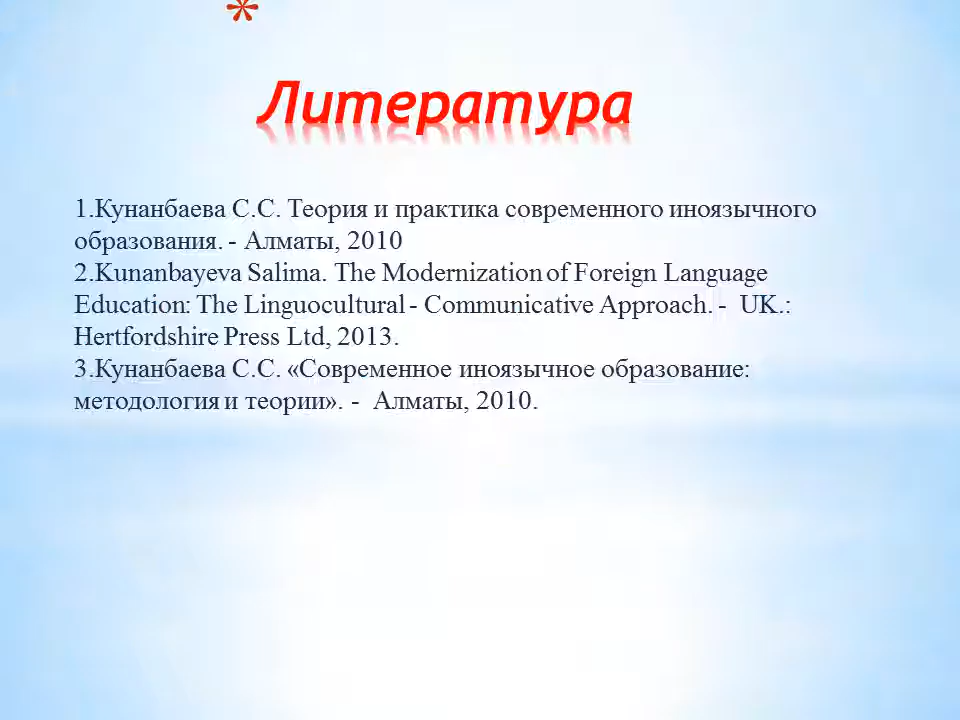 *
Литература
1.Кунанбаева С.С. Теория и практика современного иноязычного
образования. - Алматы, 2010
2.Kunanbayeva Salima. The Modernization of Foreign Language
Education: The Linguocultural - Communicative Approach. -  UK.:
Hertfordshire Press Ltd, 2013.
3.Кунанбаева С.С. «Современное иноязычное образование:
методология и теории». -  Алматы, 2010.